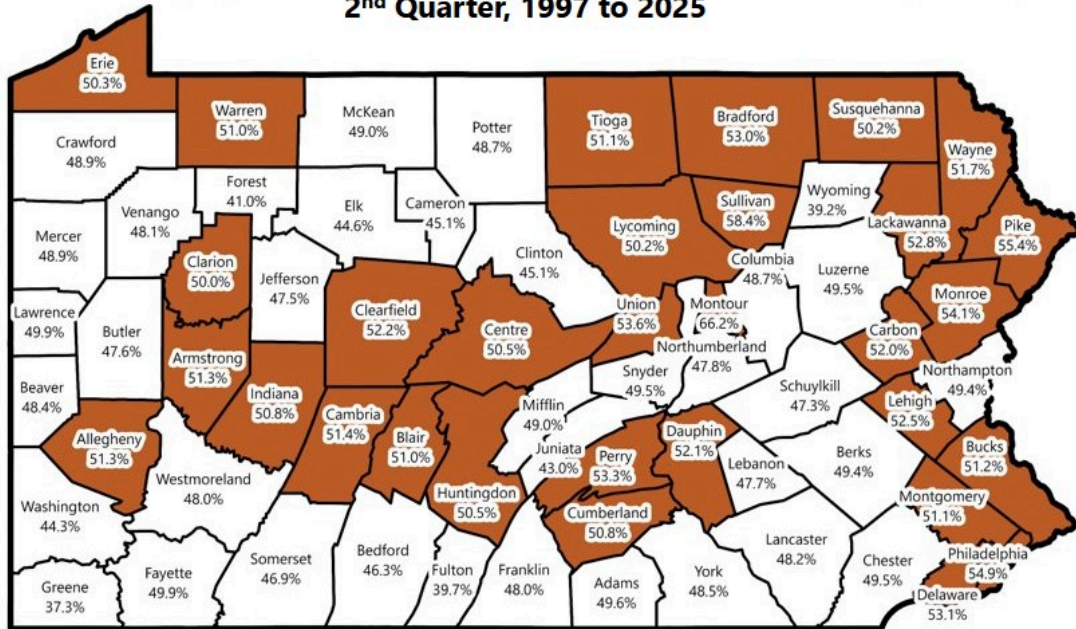 2nd Quarter, 1997 to 2025
Erie
50.3%
Warren
51.0%
McKean
49.0%
Potter
48.7%
Tioga
51.1%
Bradford
53.0%
Susquehanna
50.2%
Wayne
51.7%
Crawford
48.9%
Forest
41.0%
Elk
44.6%
Cameron
45.1%
Sullivan
58.4%
Wyoming
39.2%
Lackawanna
52.8%
Pike
55.4%
Mercer
48.9%
Venango
48.1%
Clarion
50.0%
Jefferson
47.5%
Clinton
45.1%
Lycoming
50.2%
Columbia
48.7%
Luzerne
49.5%
Monroe
54.1%
Lawrence
49.9%
Butler
47.6%
Clearfield
52.2%
Centre
50.5%
Union
53.6%
Montour
66.2%
Northumberland
47.8%
Carbon
52.0%
Northampton
49.4%
Beaver
48.4%
Armstrong
51.3%
Indiana
50.8%
Cambria
51.4%
Blair
51.0%
Mifflin
49.0%
Snyder
49.5%
Schuylkill
47.3%
Lehigh
52.5%
Allegheny
51.3%
Westmoreland
48.0%
Huntingdon
50.5%
Juniata
43.0%
Perry
53.3%
Dauphin
52.1%
Lebanon
47.7%
Berks
49.4%
Bucks
51.2%
Washington
44.3%
Cumberland
50.8%
Montgomery
51.1%
Greene
37.3%
Fayette
49.9%
Somerset
46.9%
Bedford
46.3%
Fulton
39.7%
Franklin
48.0%
Adams
49.6%
York
48.5%
Lancaster
48.2%
Chester
49.5%
Philadelphia
54.9%
Delaware
53.1%